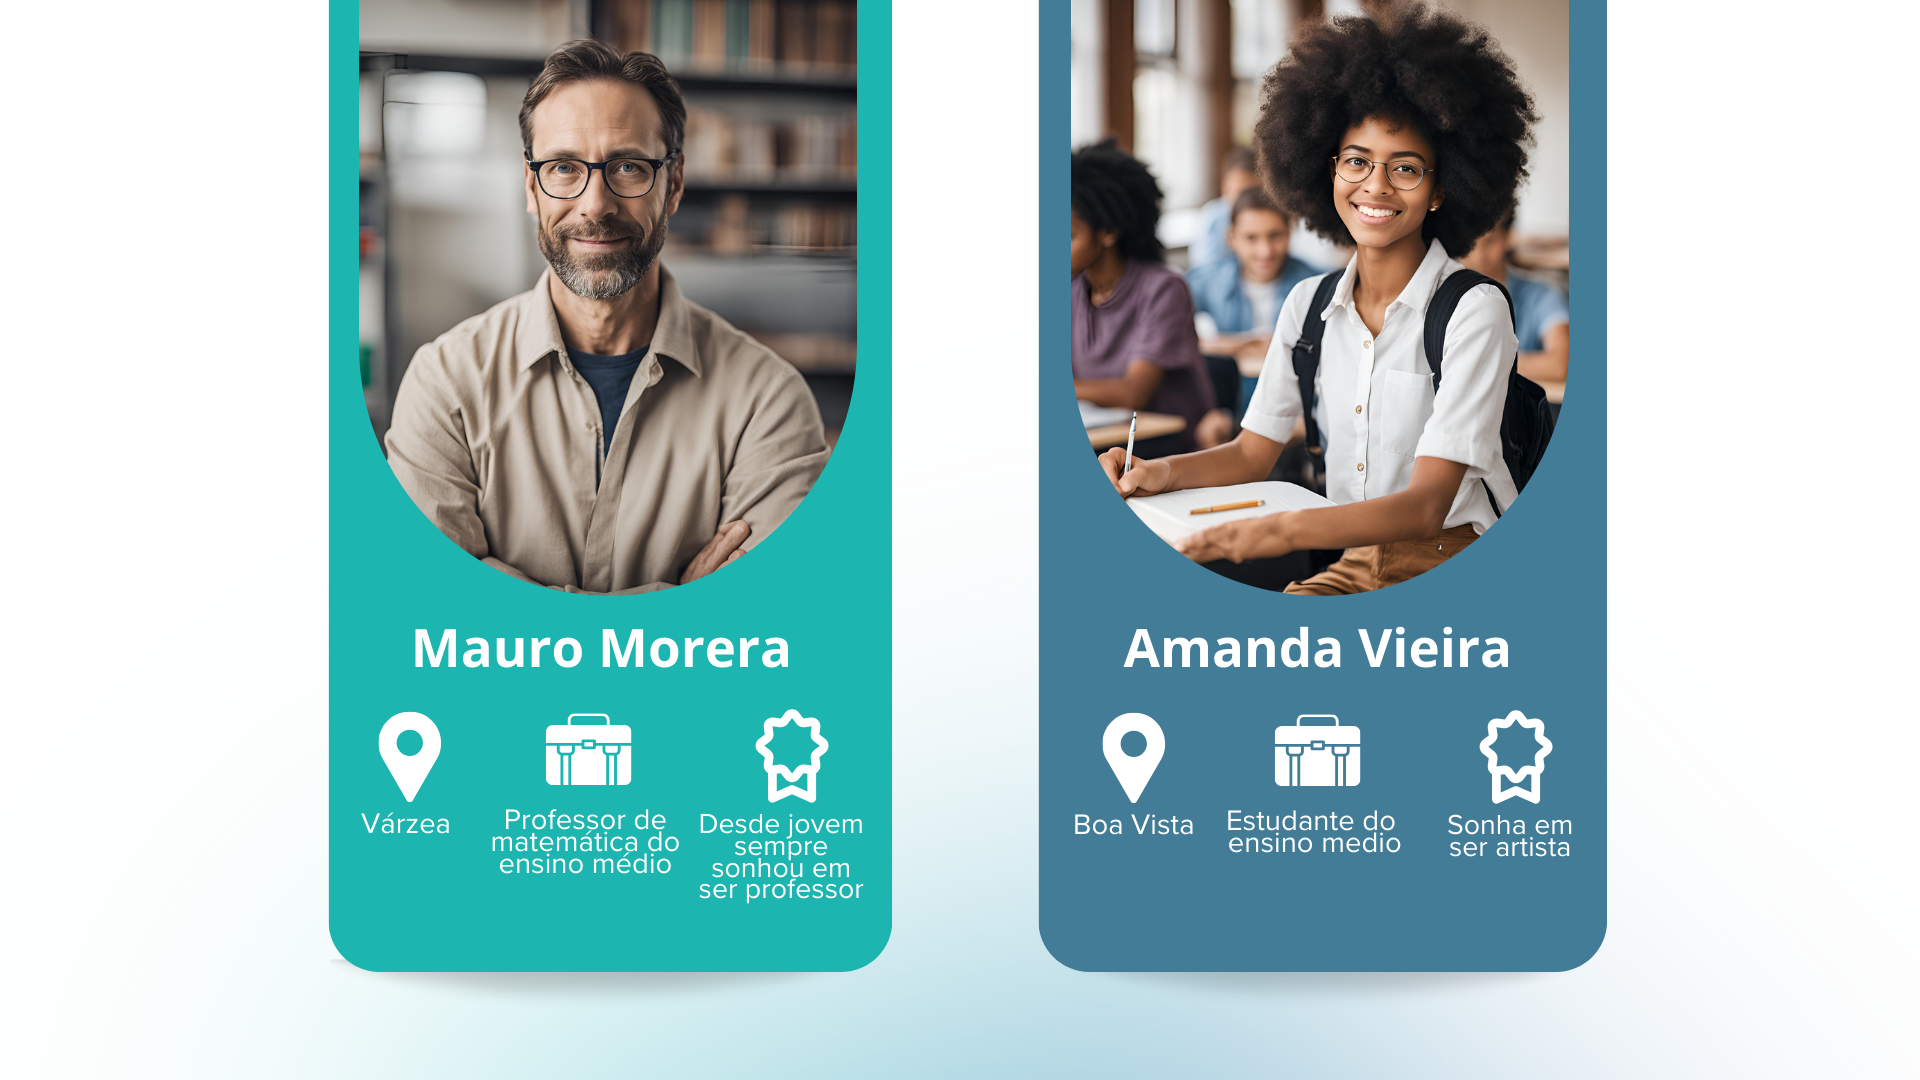 Mauro Morera
Várzea
Professor de
matemática do
ensino médio
Desde jovem
sempre
sonhou em
ser professor
Amanda Vieira
Boa Vista
Estudante do
ensino medio
Sonha em
ser artista